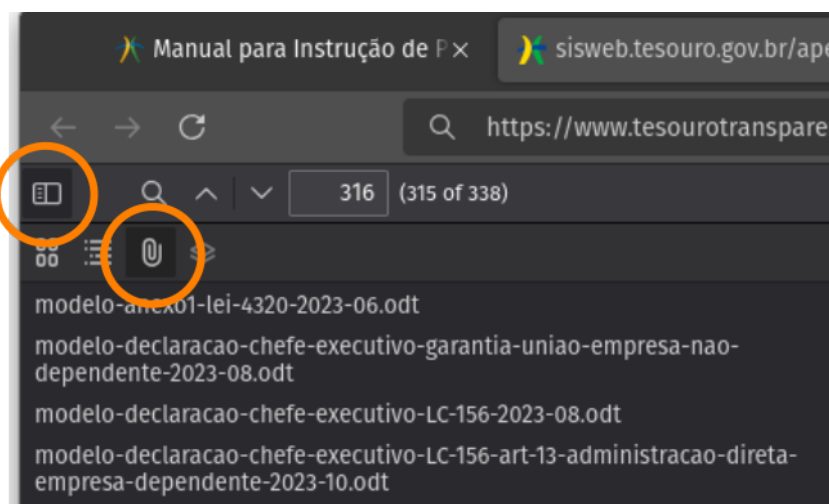 Manual para Instrução de P
sisweb.tesouro.gov.br/ape
https://www.tesourotranspare
316 (315 of 338)
modelo-anexo1-lei-4320-2023-06.odt
modelo-declaracao-chefe-executivo-garantia-uniao-empresa-nao-
dependente-2023-08.odt
modelo-declaracao-chefe-executivo-LC-156-2023-08.odt
modelo-declaracao-chefe-executivo-LC-156-art-13-administracao-direta-
empresa-dependente-2023-10.odt